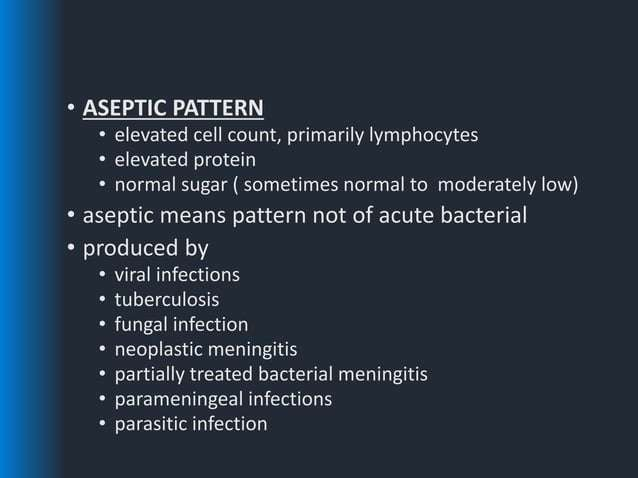 • ASEPTIC PATTERN
• elevated cell count, primarily lymphocytes
• elevated protein
• normal sugar ( sometimes normal to moderately low)
• aseptic means pattern not of acute bacterial
• produced by
• viral infections
• tuberculosis
• fungal infection
• neoplastic meningitis
• partially treated bacterial meningitis
• parameningeal infections
• parasitic infection